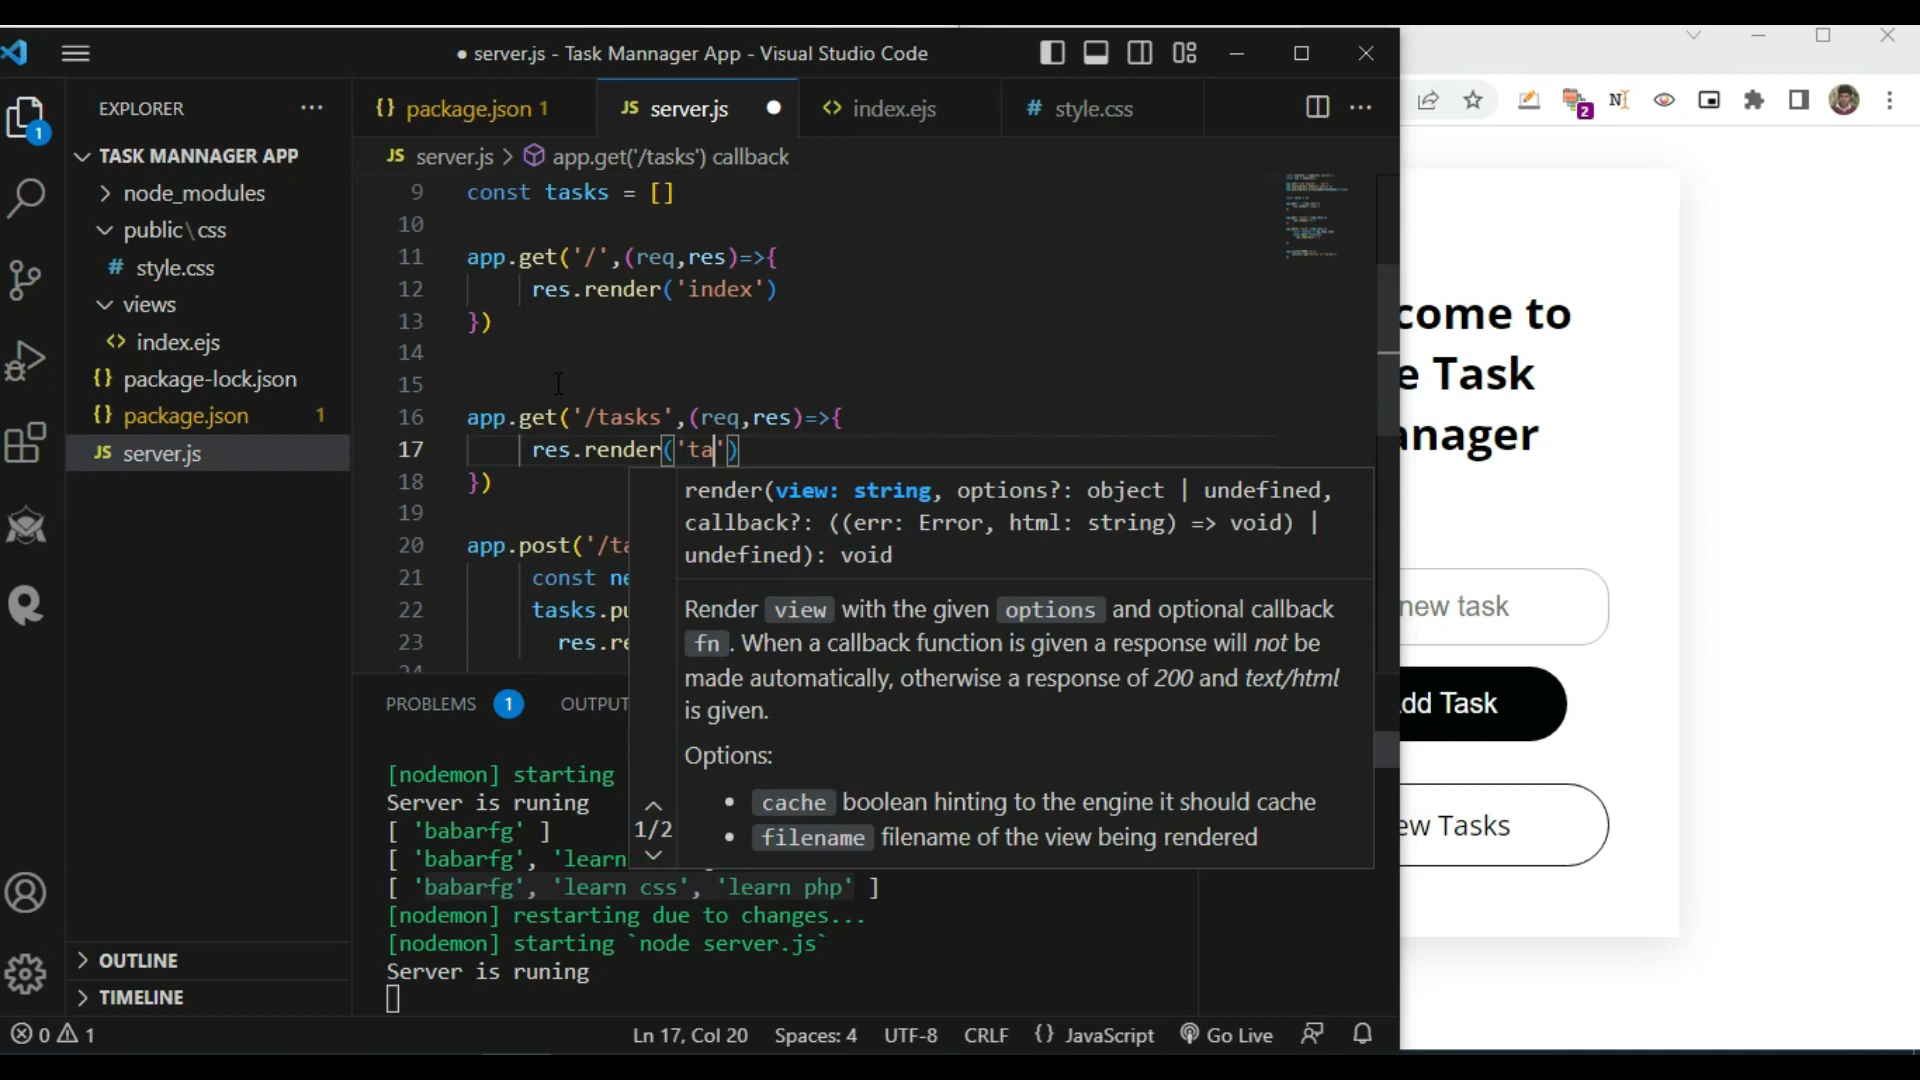 ● server.js - Task Mannager App - Visual Studio Code
EXPLORER
TASK MANNAGER APP
node_modules
public\css
# style.css
views
<> index.ejs
{} package-lock.json
{} package.json 1
JS server.js
OUTLINE
TIMELINE
1
{} package.json 1
JS server.js ●
<> index.ejs
# style.css
JS server.js > app.get('/tasks') callback
9 const tasks = []
10
11 app.get('/',(req,res)=>{
12 res.render('index')
13 })
14
15
16 app.get('/tasks',(req,res)=>{
17 res.render('ta')
18 })
19
20 app.post('/ta
21 const ne
22 tasks.pu
23 res.re
24
render(view: string, options?: object | undefined,
callback?: ((err: Error, html: string) => void) |
undefined): void
Render view with the given options and optional callback
fn. When a callback function is given a response will not be
made automatically, otherwise a response of 200 and text/html
is given.
Options:
• cache boolean hinting to the engine it should cache
• filename filename of the view being rendered
1/2
PROBLEMS 1 OUTPUT
[nodemon] starting
Server is runing
[ 'babarfg' ]
[ 'babarfg', 'learn
[ 'babarfg', 'learn css', 'learn php' ]
[nodemon] restarting due to changes...
[nodemon] starting `node server.js`
Server is runing
0 1
Ln 17, Col 20 Spaces: 4 UTF-8 CRLF {} JavaScript Go Live
2
come to
e Task
anager
new task
dd Task
ew Tasks